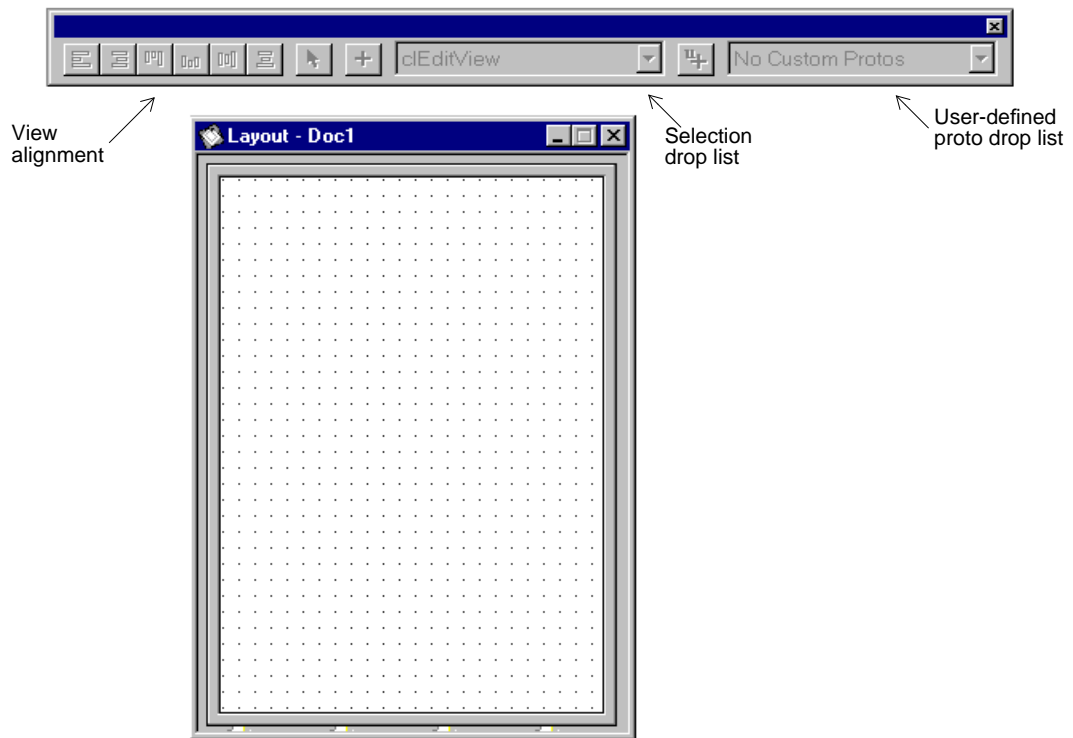 clEditView
No Custom Protos
View
alignment
Selection
drop list
User-defined
proto drop list
Layout - Doc1